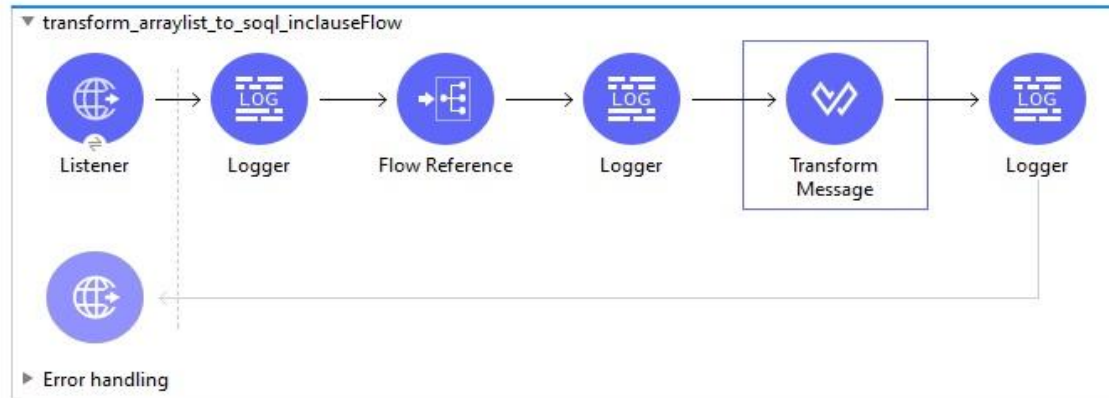 transform_arraylist_to_soql_inclauseFlow
LOG
LOG
LOG
Listener
Logger
Flow Reference
Logger
Transform
Message
Logger
Error handling